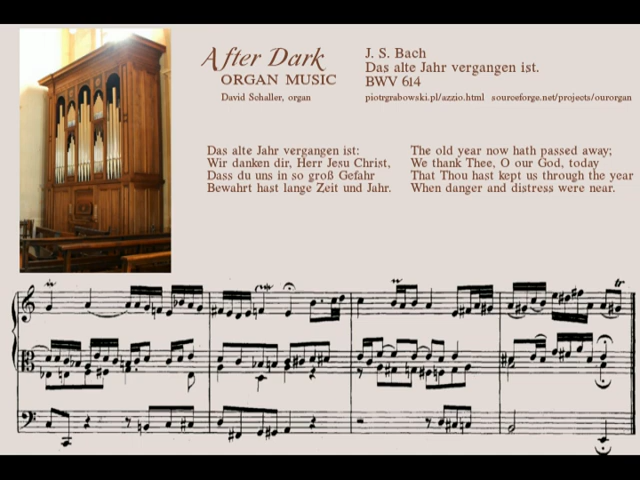 After Dark
ORGAN MUSIC
David Schaller, organ
J. S. Bach
Das alte Jahr vergangen ist.
BWV 614
piotrgrabowski.pl/azzio.html sourceforge.net/projects/ourorgan
Das alte Jahr vergangen ist:
Wir danken dir, Herr Jesu Christ,
Dass du uns in so groß Gefahr
Bewahrt hast lange Zeit und Jahr.
The old year now hath passed away;
We thank Thee, O our God, today
That Thou hast kept us through the year
When danger and distress were near.